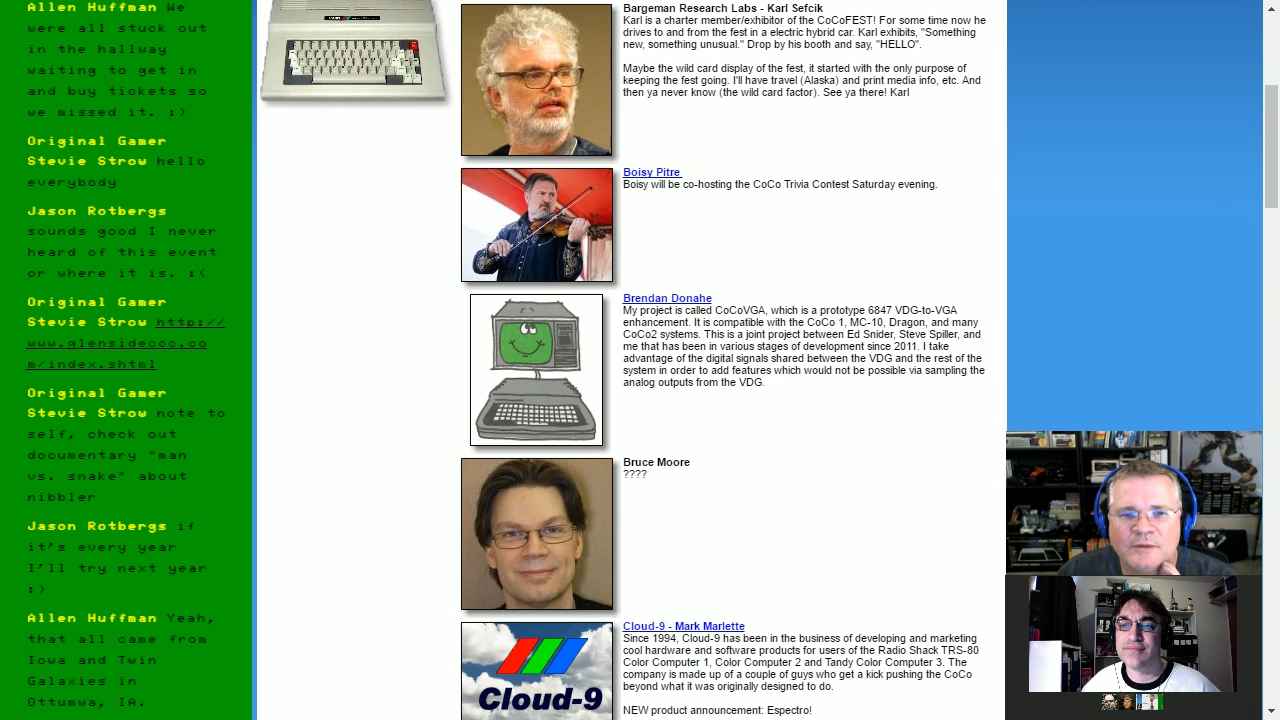 Allen Huffman We
were all stuck out
in the hallway
waiting to get in
and buy tickets so
we missed it. :)
Original Gamer
Stevie Strow hello
everybody
Jason Rotbergs
sounds good I never
heard of this event
or where it is. :(
Original Gamer
Stevie Strow http://
www.glensideccc.co
m/index.shtml
Original Gamer
Stevie Strow note to
self, check out
documentary "man
vs. snake" about
nibbler
Jason Rotbergs if
it's every year
I'll try next year
:)
Allen Huffman Yeah,
that all came from
Iowa and Twin
Galaxies in
Ottumwa, IA.
Bargeman Research Labs - Karl Sefcik
Karl is a charter member/exhibitor of the CoCoFEST! For some time now he
drives to and from the fest in a electric hybrid car. Karl exhibits, "Something
new, something unusual." Drop by his booth and say, "HELLO".
Maybe the wild card display of the fest, it started with the only purpose of
keeping the fest going. I'll have travel (Alaska) and print media info, etc. And
then ya never know (the wild card factor). See ya there! Karl
Boisy Pitre
Boisy will be co-hosting the CoCo Trivia Contest Saturday evening.
Brendan Donahe
My project is called CoCoVGA, which is a prototype 6847 VDG-to-VGA
enhancement. It is compatible with the CoCo 1, MC-10, Dragon, and many
CoCo2 systems. This is a joint project between Ed Snider, Steve Spiller, and
me that has been in various stages of development since 2011. I take
advantage of the digital signals shared between the VDG and the rest of the
system in order to add features which would not be possible via sampling the
analog outputs from the VDG.
Bruce Moore
????
Cloud-9 - Mark Marlette
Since 1994, Cloud-9 has been in the business of developing and marketing
cool hardware and software products for users of the Radio Shack TRS-80
Color Computer 1, Color Computer 2 and Tandy Color Computer 3. The
company is made up of a couple of guys who get a kick pushing the CoCo
beyond what it was originally designed to do.
NEW product announcement: Espectro!
Cloud-9